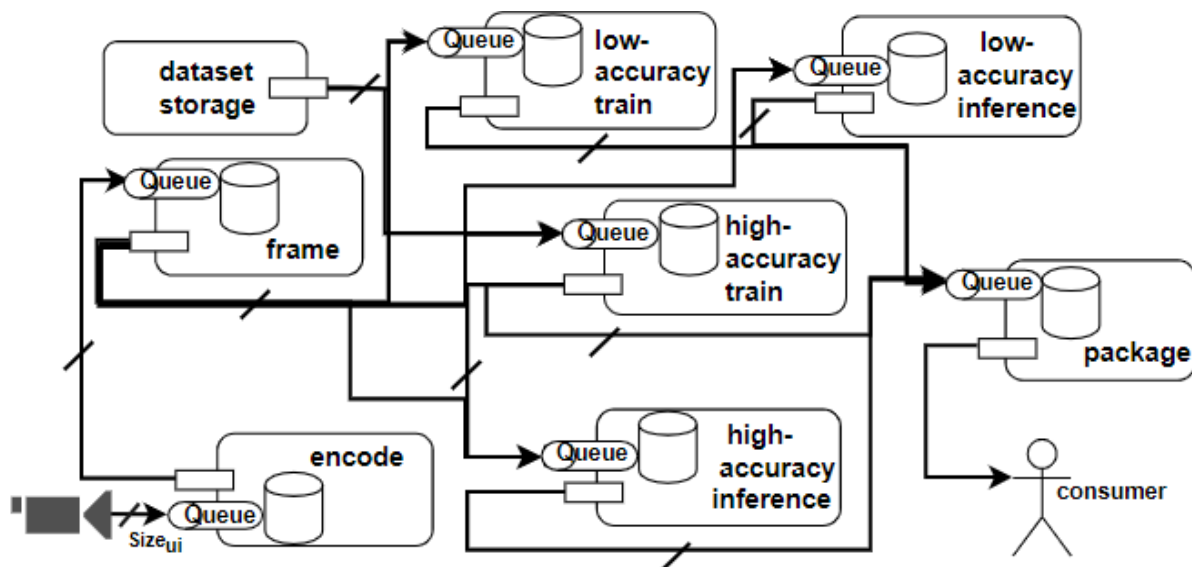 dataset
storage
Queue
low-
accuracy
train
Queue
low-
accuracy
inference
Queue
frame
Queue
high-
accuracy
train
Queue
package
encode
Queue
Size_ui
Queue
high-
accuracy
inference
consumer